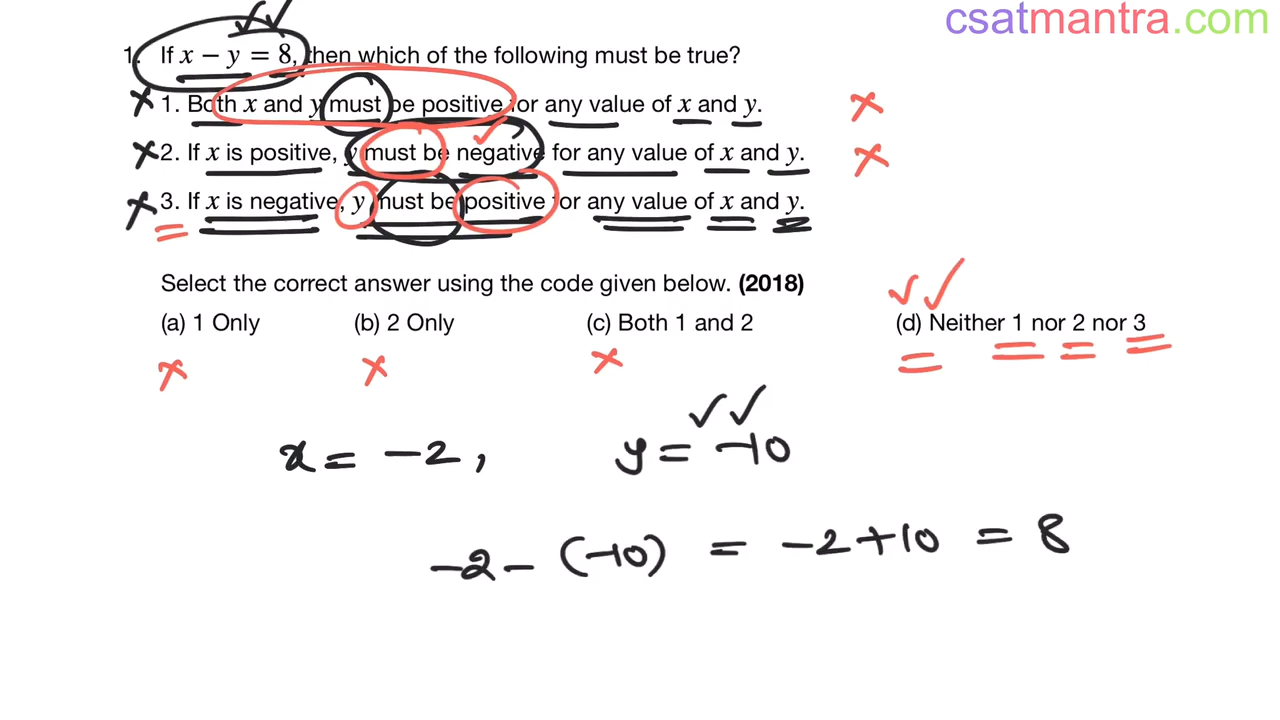 csatmantra.com
1. If x − y = 8, then which of the following must be true?
1. Both x and y must be positive for any value of x and y.
2. If x is positive, y must be negative for any value of x and y.
3. If x is negative, y must be positive for any value of x and y.
Select the correct answer using the code given below. (2018)
(a) 1 Only (b) 2 Only (c) Both 1 and 2 (d) Neither 1 nor 2 nor 3
x = −2, y = −10
−2 − (−10) = −2 + 10 = 8